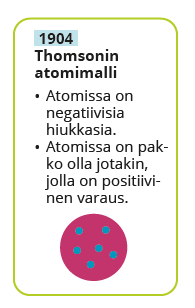 1904
Thomsonin
atomimalli
• Atomissa on
negatiivisia
hiukkasia.
• Atomissa on pak-
ko olla jotakin,
jolla on positiivi-
nen varaus.